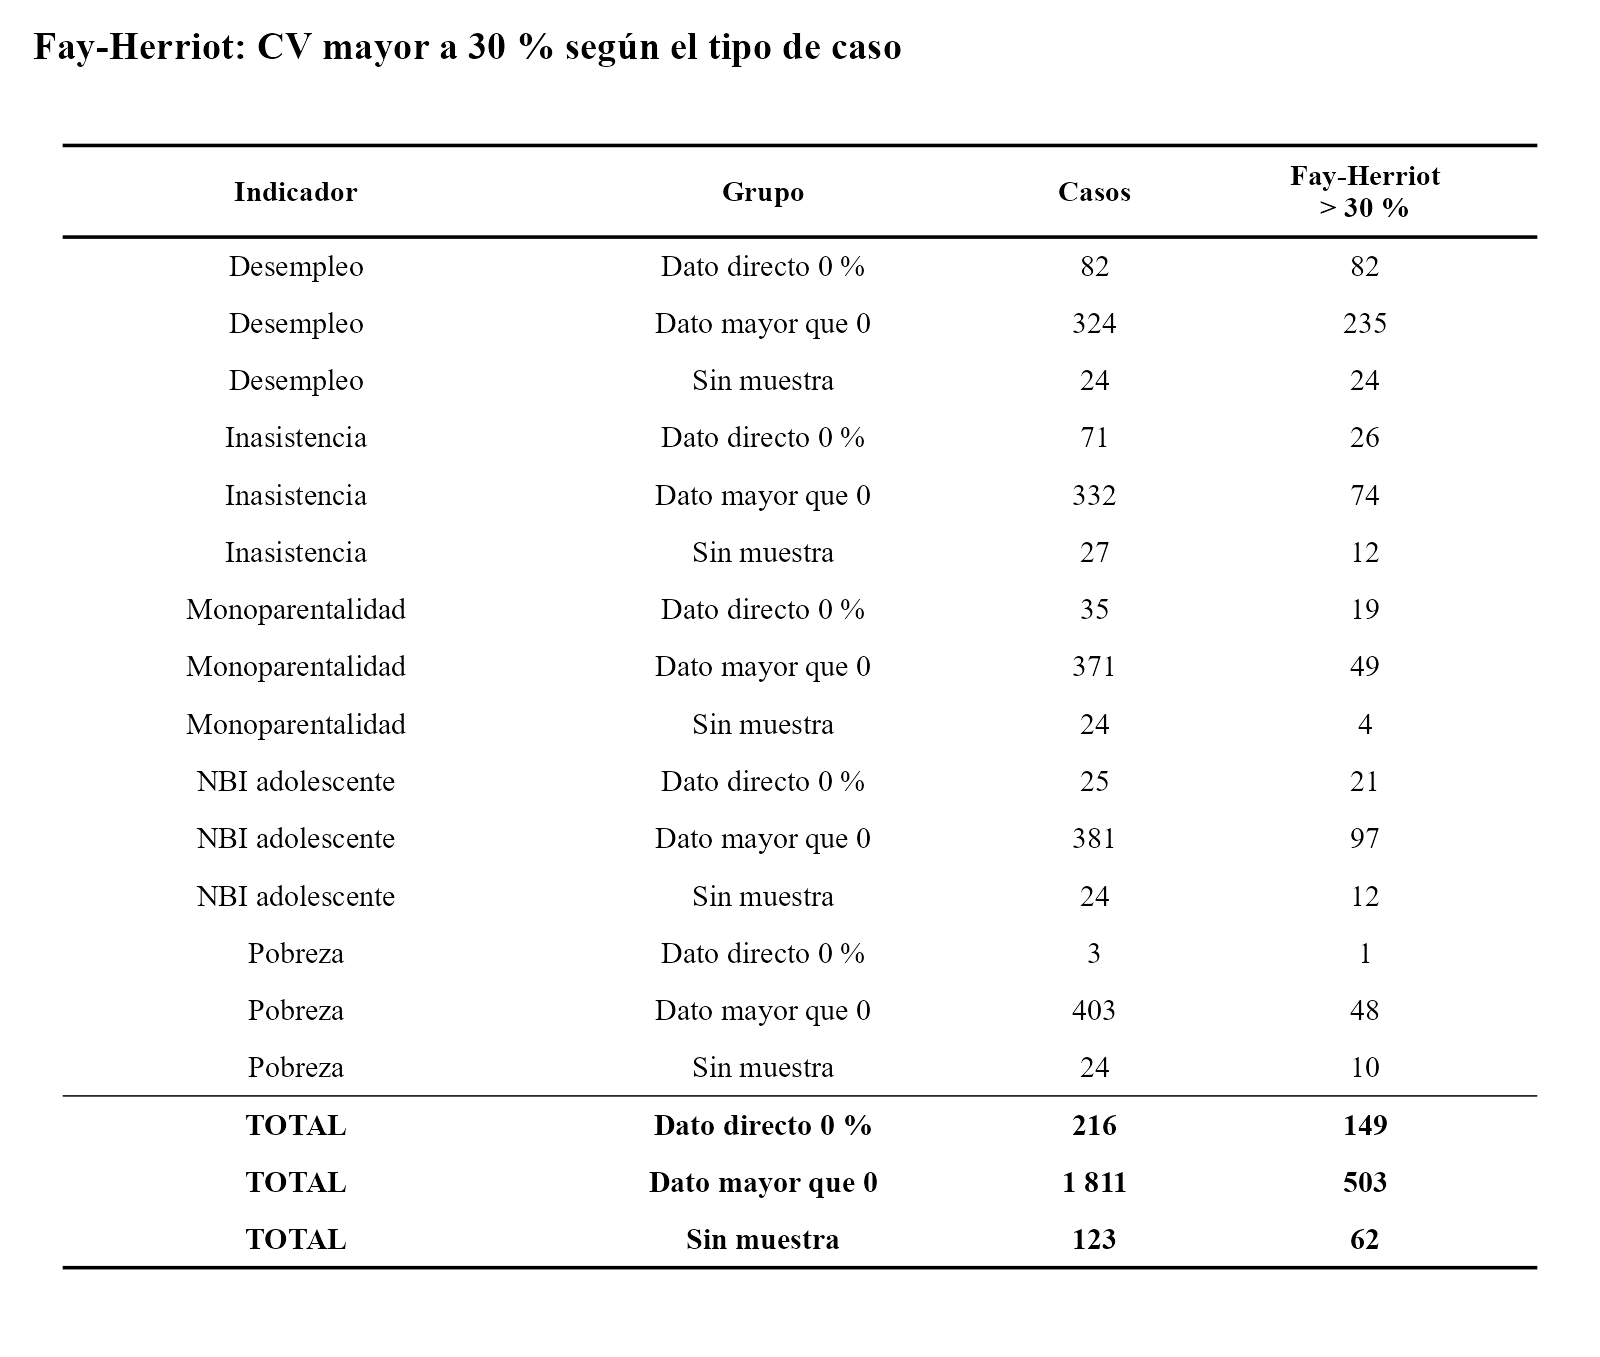 Fay-Herriot: CV mayor a 30 % según el tipo de caso
Indicador Grupo Casos Fay-Herriot > 30 %
Desempleo Dato directo 0 % 82 82
Desempleo Dato mayor que 0 324 235
Desempleo Sin muestra 24 24
Inasistencia Dato directo 0 % 71 26
Inasistencia Dato mayor que 0 332 74
Inasistencia Sin muestra 27 12
Monoparentalidad Dato directo 0 % 35 19
Monoparentalidad Dato mayor que 0 371 49
Monoparentalidad Sin muestra 24 4
NBI adolescente Dato directo 0 % 25 21
NBI adolescente Dato mayor que 0 381 97
NBI adolescente Sin muestra 24 12
Pobreza Dato directo 0 % 3 1
Pobreza Dato mayor que 0 403 48
Pobreza Sin muestra 24 10
TOTAL Dato directo 0 % 216 149
TOTAL Dato mayor que 0 1 811 503
TOTAL Sin muestra 123 62